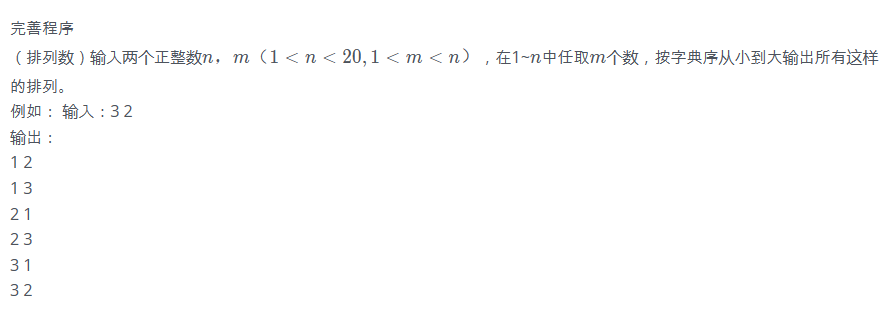 完善程序
（排列数）输入两个正整数n，m（1 < n < 20, 1 < m < n），在1~n中任取m个数，按字典序从小到大输出所有这样
的排列。
例如： 输入：3 2
输出：
1 2
1 3
2 1
2 3
3 1
3 2